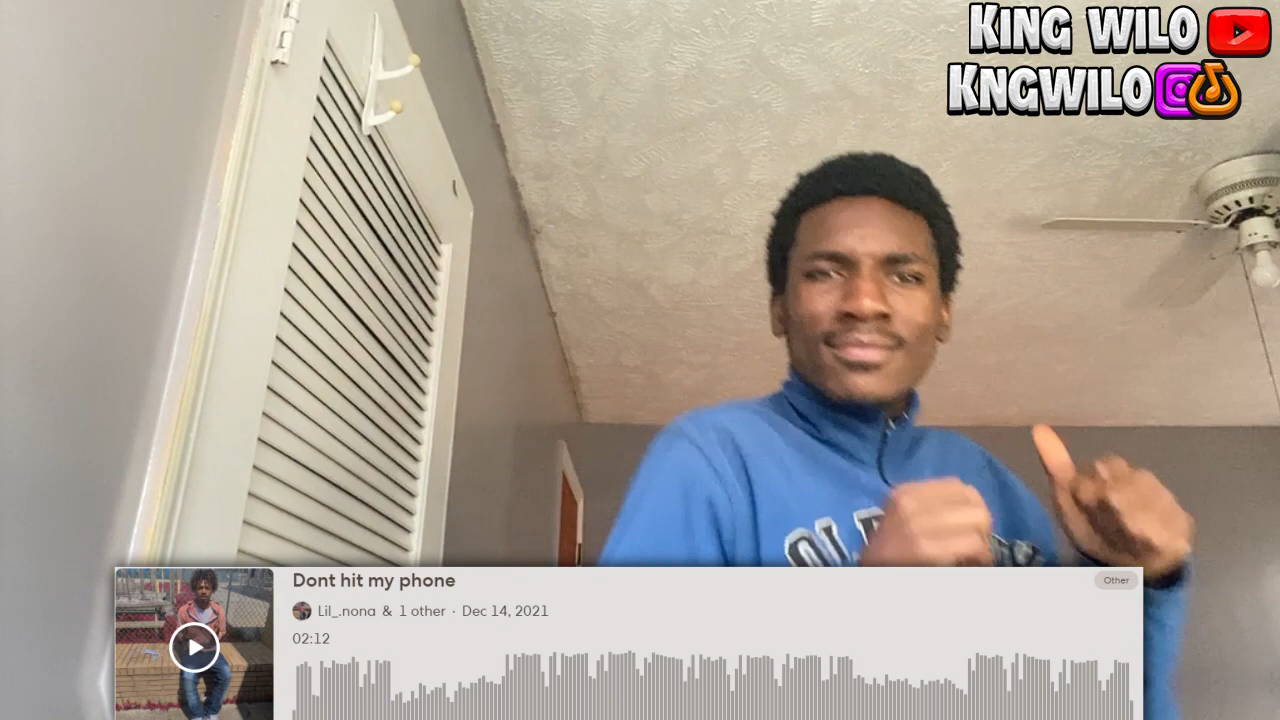 KING WILO
KNGWILO
Dont hit my phone
Other
Lil_.nona & 1 other · Dec 14, 2021
02:12